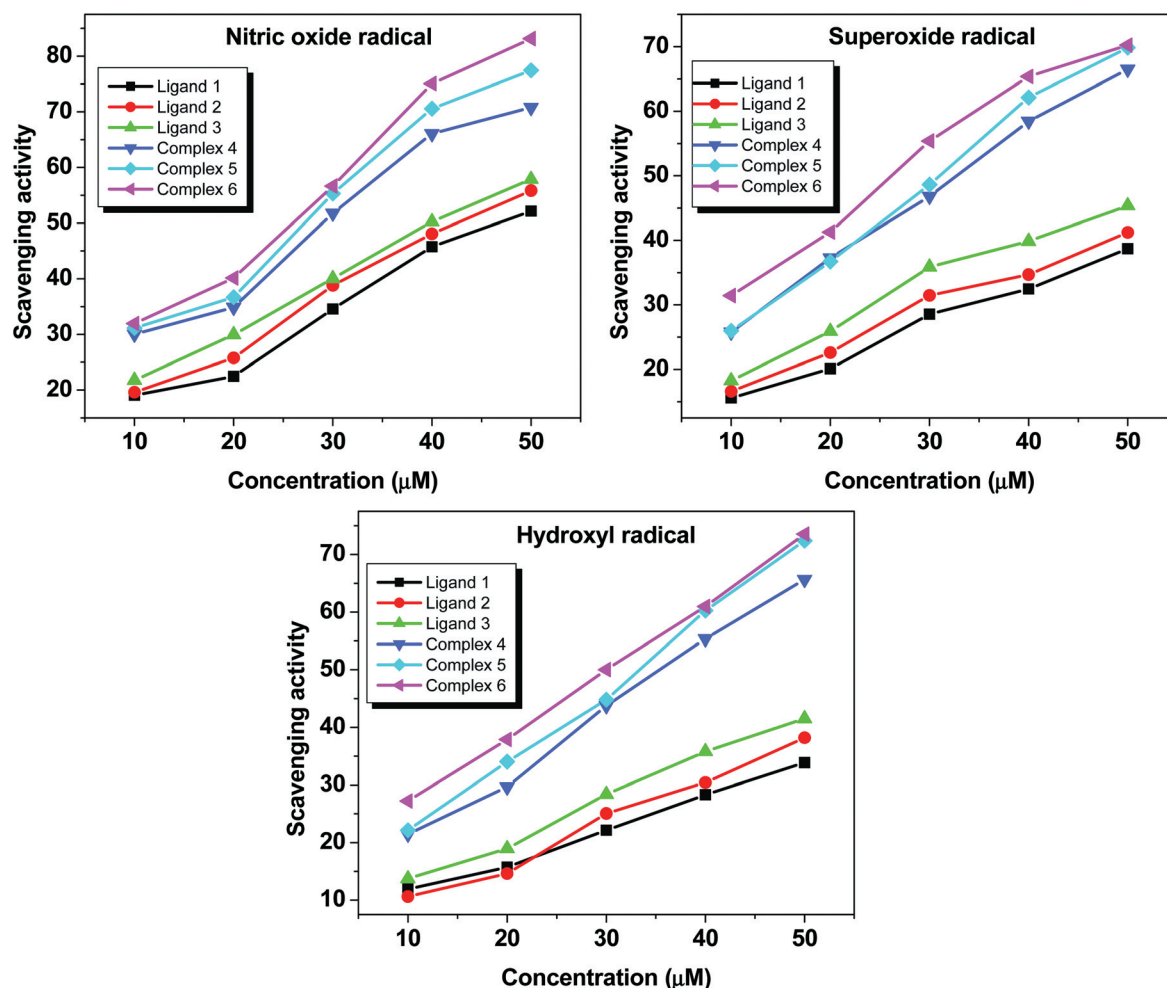 Nitric oxide radical
Ligand 1
Ligand 2
Ligand 3
Complex 4
Complex 5
Complex 6
Scavenging activity
80
70
60
50
40
30
20
10 20 30 40 50
Concentration (μM)
Superoxide radical
Ligand 1
Ligand 2
Ligand 3
Complex 4
Complex 5
Complex 6
Scavenging activity
70
60
50
40
30
20
10 20 30 40 50
Concentration (μM)
Hydroxyl radical
Ligand 1
Ligand 2
Ligand 3
Complex 4
Complex 5
Complex 6
Scavenging activity
70
60
50
40
30
20
10
10 20 30 40 50
Concentration (μM)